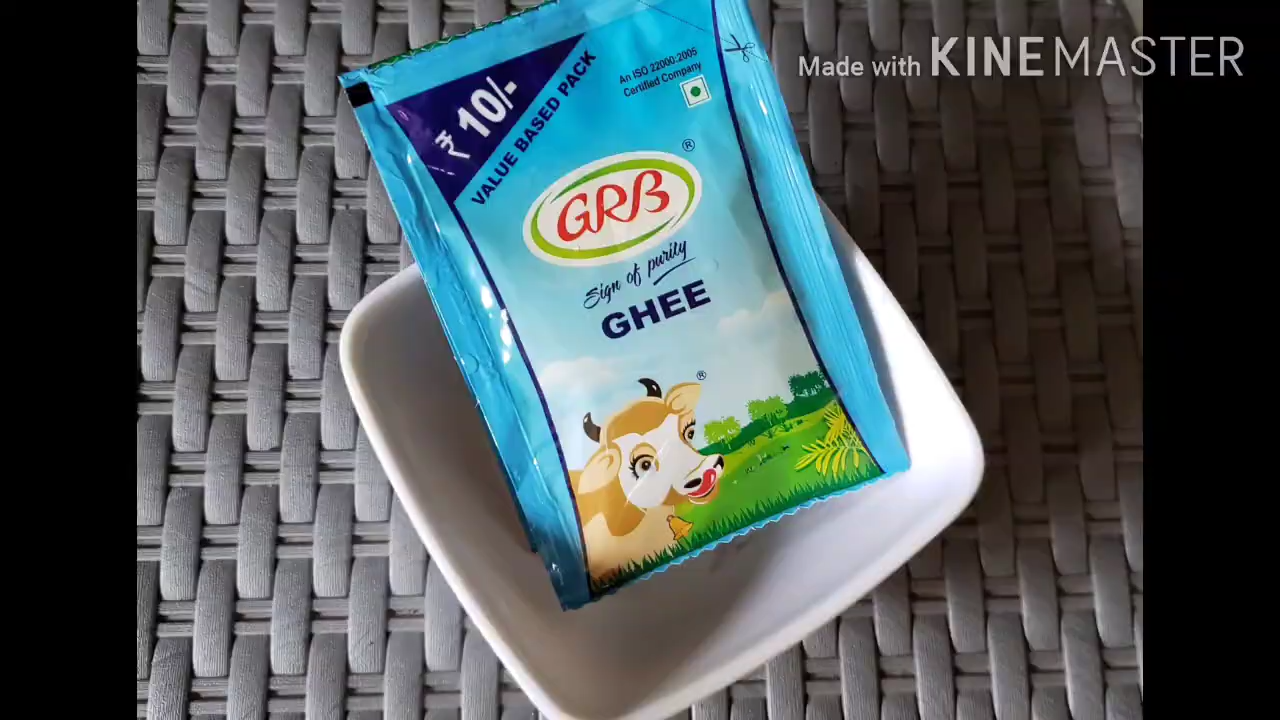 Made with KINEMASTER
₹ 10/-
VALUE BASED PACK
An ISO 22000:2005
Certified Company
GRB ®
Sign of purity
GHEE
®